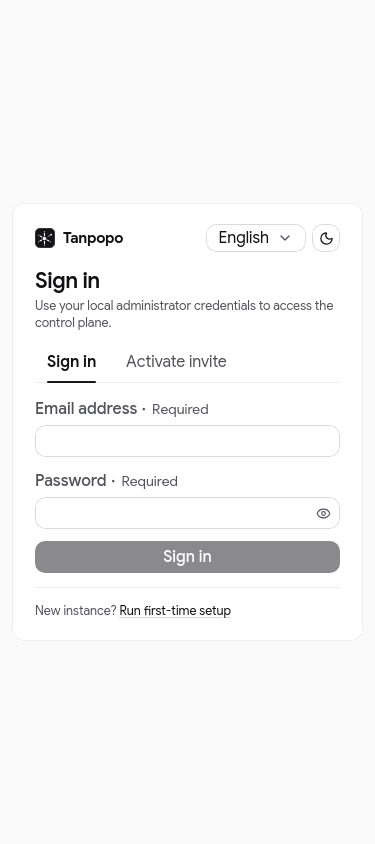 Tanpopo
English
Sign in
Use your local administrator credentials to access the
control plane.
Sign in
Activate invite
Email address · Required
Password · Required
Sign in
New instance? Run first-time setup